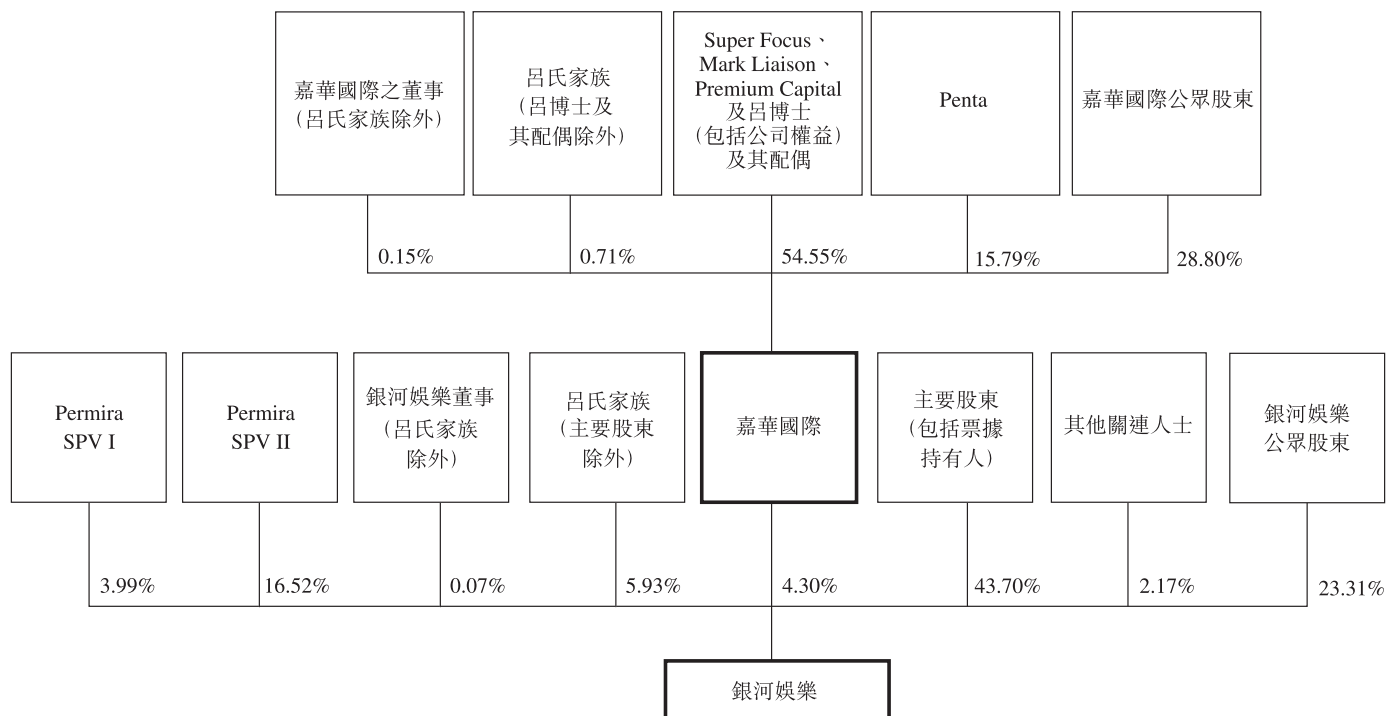 嘉華國際之董事
(呂氏家族除外)
呂氏家族
(呂博士及
其配偶除外)
Super Focus、
Mark Liaison、
Premium Capital
及呂博士
(包括公司權益)
及其配偶
Penta
嘉華國際公眾股東
0.15%
0.71%
54.55%
15.79%
28.80%
Permira
SPV I
Permira
SPV II
銀河娛樂董事
(呂氏家族
除外)
呂氏家族
(主要股東
除外)
嘉華國際
主要股東
(包括票據
持有人)
其他關連人士
銀河娛樂
公眾股東
3.99%
16.52%
0.07%
5.93%
4.30%
43.70%
2.17%
23.31%
銀河娛樂